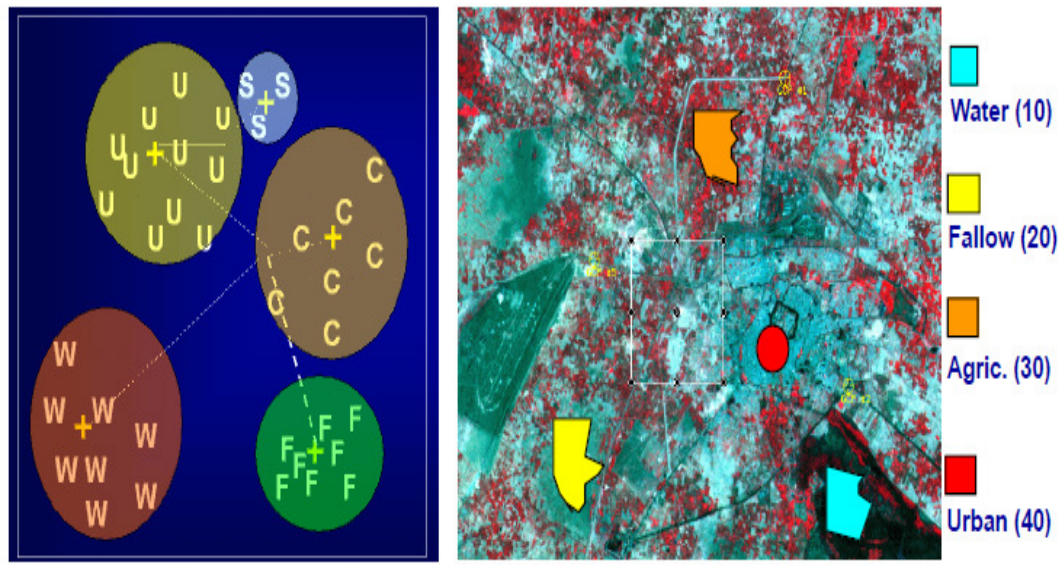 U
S S
U
U
S
U
U
U
U
U
U
U
U U
C
C
C
C
C
C
C
W
W W
W
W W
W
W
F
F
F
F
F
F
F
F
Water (10)
Fallow (20)
Agric. (30)
Urban (40)